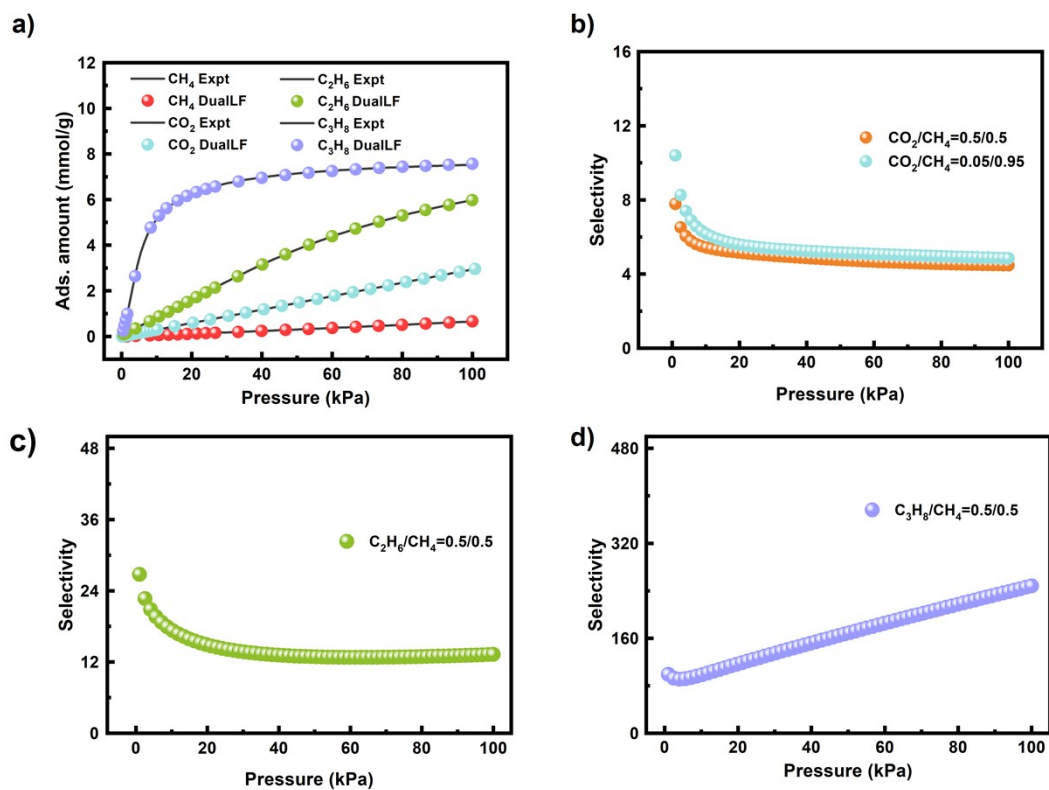 a)
Ads. amount (mmol/g)
12
10
8
6
4
2
0
CH₄ Expt
CH₄ DualLF
CO₂ Expt
CO₂ DualLF
C₂H₆ Expt
C₂H₆ DualLF
C₃H₈ Expt
C₃H₈ DualLF
0 20 40 60 80 100
Pressure (kPa)
b)
Selectivity
16
12
8
4
0
CO₂/CH₄=0.5/0.5
CO₂/CH₄=0.05/0.95
0 20 40 60 80 100
Pressure (kPa)
c)
Selectivity
48
36
24
12
0
C₂H₆/CH₄=0.5/0.5
0 20 40 60 80 100
Pressure (kPa)
d)
Selectivity
480
320
160
0
C₃H₈/CH₄=0.5/0.5
0 20 40 60 80 100
Pressure (kPa)